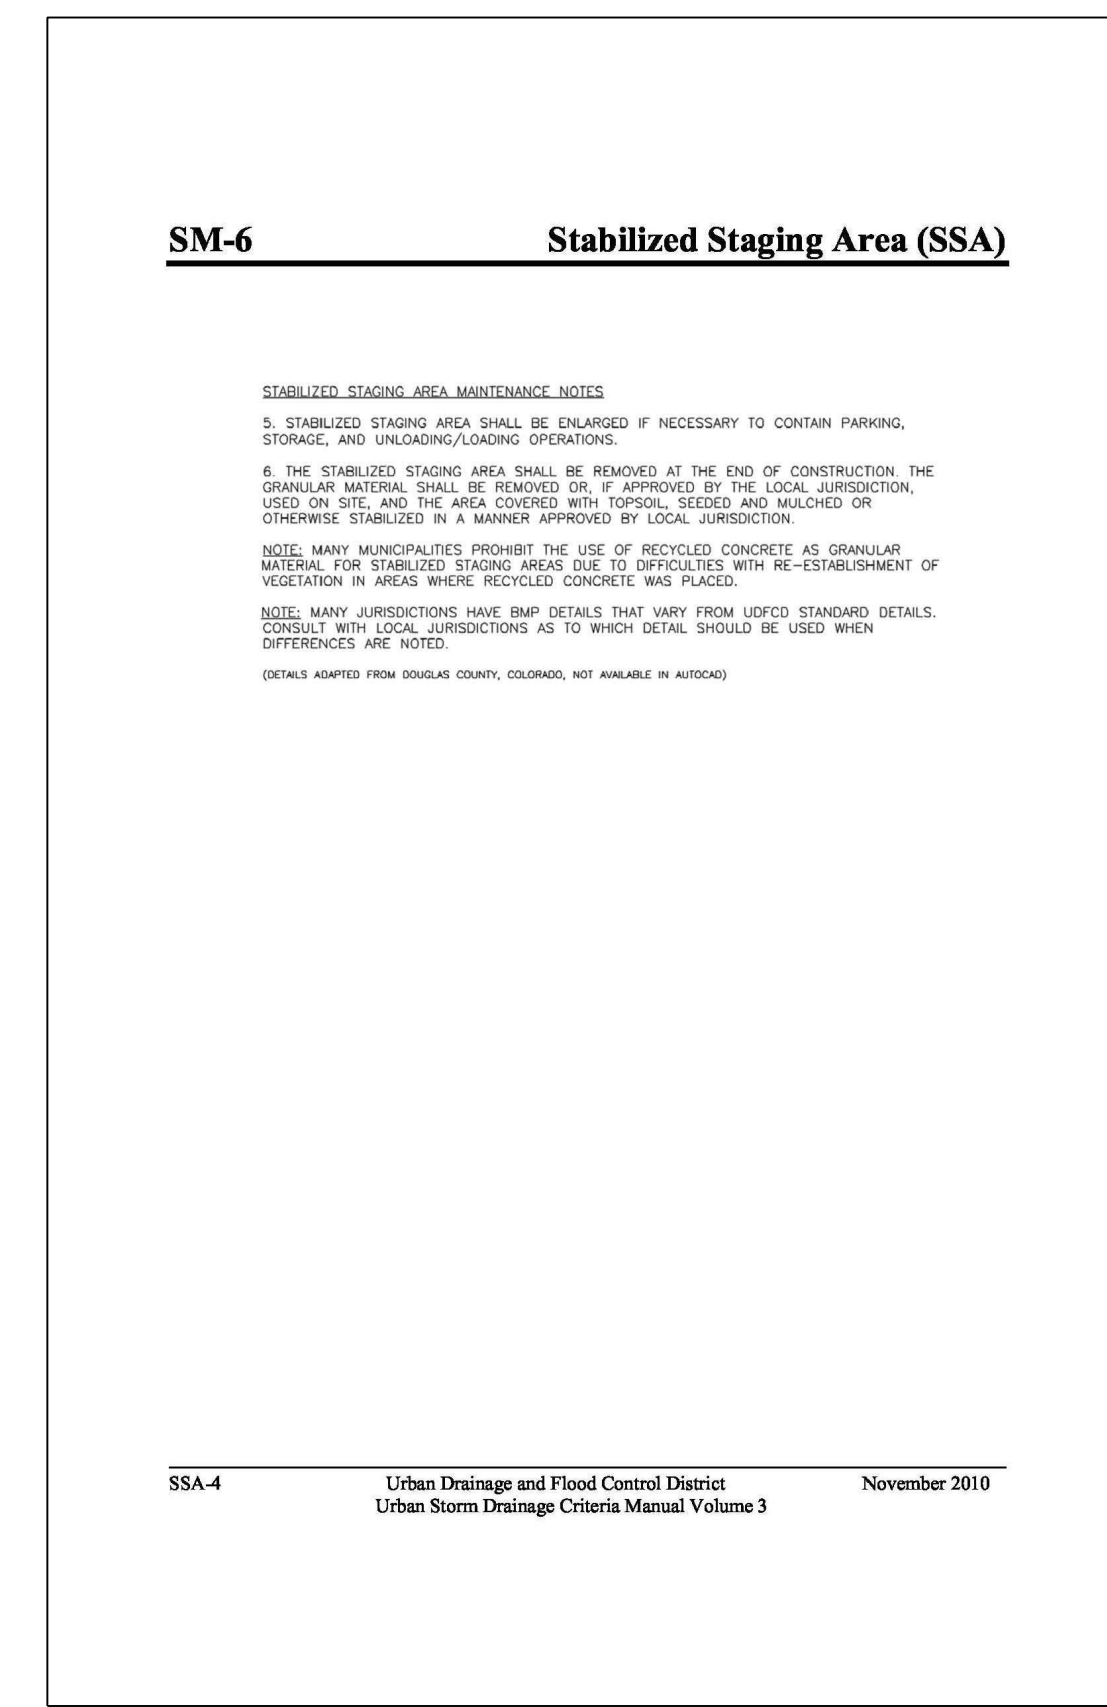 SM-6 Stabilized Staging Area (SSA)
STABILIZED STAGING AREA MAINTENANCE NOTES
5. STABILIZED STAGING AREA SHALL BE ENLARGED IF NECESSARY TO CONTAIN PARKING,
STORAGE, AND UNLOADING/LOADING OPERATIONS.
6. THE STABILIZED STAGING AREA SHALL BE REMOVED AT THE END OF CONSTRUCTION. THE
GRANULAR MATERIAL SHALL BE REMOVED OR, IF APPROVED BY THE LOCAL JURISDICTION,
USED ON SITE, AND THE AREA COVERED WITH TOPSOIL, SEEDED AND MULCHED OR
OTHERWISE STABILIZED IN A MANNER APPROVED BY LOCAL JURISDICTION.
NOTE: MANY MUNICIPALITIES PROHIBIT THE USE OF RECYCLED CONCRETE AS GRANULAR
MATERIAL FOR STABILIZED STAGING AREAS DUE TO DIFFICULTIES WITH RE-ESTABLISHMENT OF
VEGETATION IN AREAS WHERE RECYCLED CONCRETE WAS PLACED.
NOTE: MANY JURISDICTIONS HAVE BMP DETAILS THAT VARY FROM UDFCD STANDARD DETAILS.
CONSULT WITH LOCAL JURISDICTIONS AS TO WHICH DETAIL SHOULD BE USED WHEN
DIFFERENCES ARE NOTED.
(DETAILS ADAPTED FROM DOUGLAS COUNTY, COLORADO, NOT AVAILABLE IN AUTOCAD)
SSA-4 Urban Drainage and Flood Control District November 2010
Urban Storm Drainage Criteria Manual Volume 3